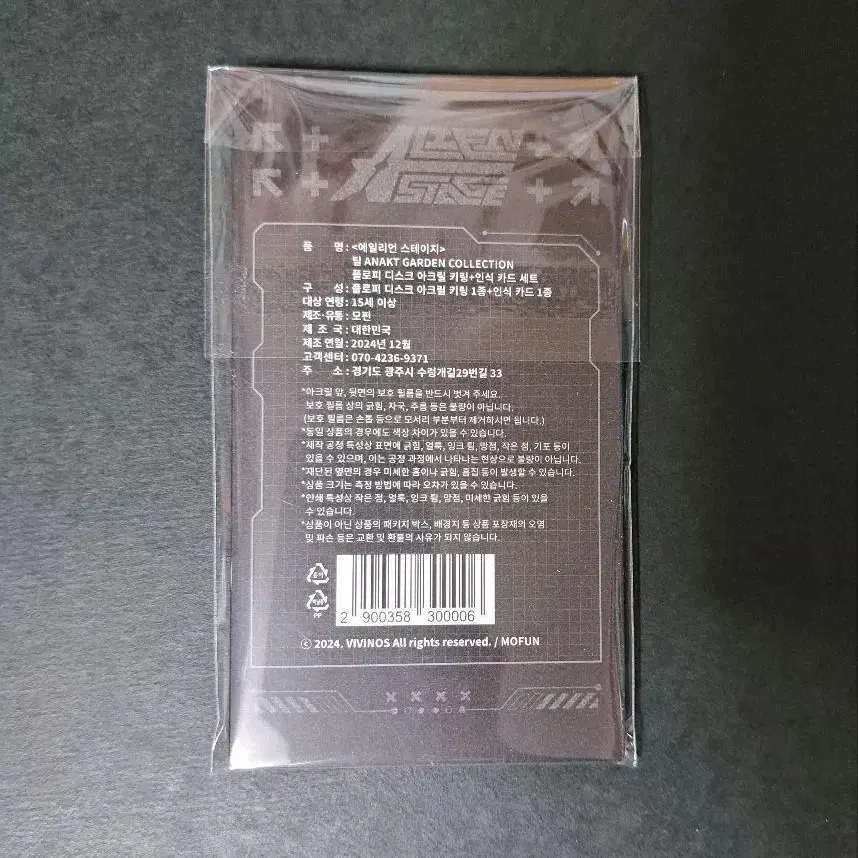 ALIEN
STAGE
품 명 : <에일리언 스테이지>
틸 ANAKT GARDEN COLLECTION
플로피 디스크 아크릴 키링+인식 카드 세트
구 성 : 플로피 디스크 아크릴 키링 1종+인식 카드 1종
대상 연령 : 15세 이상
제조·유통 : 모펀
제 조 국 : 대한민국
제조 연월 : 2024년 12월
고객센터 : 070-4236-9371
주 소 : 경기도 광주시 수렁개길29번길 33
*아크릴 앞, 뒷면의 보호 필름을 반드시 벗겨 주세요.
보호 필름 상의 긁힘, 자국, 주름 등은 불량이 아닙니다.
(보호 필름은 손톱 등으로 모서리 부분부터 제거하시면 됩니다.)
*동일 상품의 경우에도 색상 차이가 있을 수 있습니다.
*제작 공정 특성상 표면에 긁힘, 얼룩, 잉크 튐, 망점, 작은 점, 기포 등이
있을 수 있으며, 이는 공정 과정에서 나타나는 현상으로 불량이 아닙니다.
*재단된 옆면의 경우 미세한 홈이나 긁힘, 흠집 등이 발생할 수 있습니다.
*상품 크기는 측정 방법에 따라 오차가 있을 수 있습니다.
*인쇄 특성상 작은 점, 얼룩, 잉크 튐, 망점, 미세한 긁힘 등이 있을
수 있습니다.
*상품이 아닌 상품의 패키지 박스, 배경지 등 상품 포장재의 오염
및 파손 등은 교환 및 환불의 사유가 되지 않습니다.
종이
비닐류
PP
2 900358 300006
ⓒ 2024. VIVINOS All rights reserved. / MOFUN